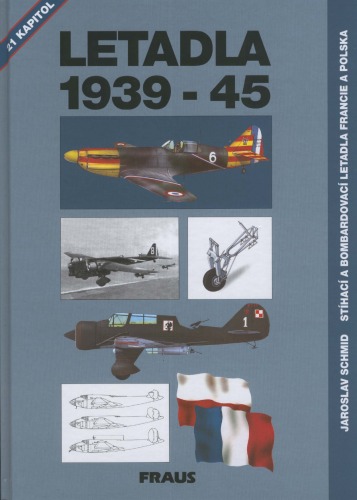 21 KAPITOL
LETADLA
1939 - 45
6
1
JAROSLAV SCHMID STÍHACÍ A BOMBARDOVACÍ LETADLA FRANCIE A POLSKA
FRAUS